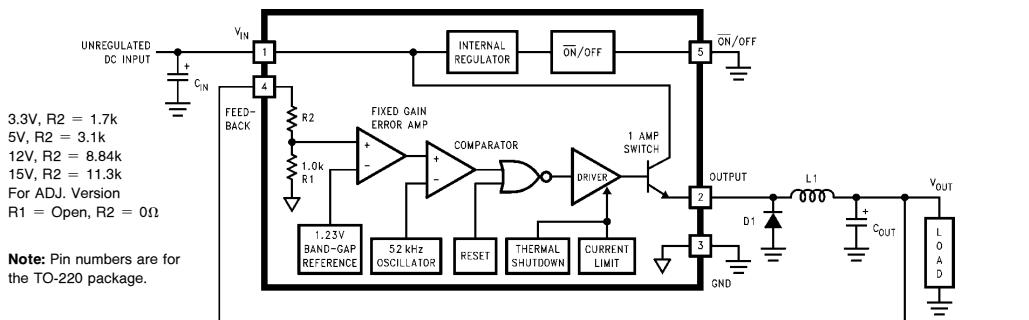 UNREGULATED
DC INPUT
V_IN
+
C_IN
1
4
FEED-
BACK
INTERNAL
REGULATOR
ON/OFF
5
ON/OFF
3.3V, R2 = 1.7k
5V, R2 = 3.1k
12V, R2 = 8.84k
15V, R2 = 11.3k
For ADJ. Version
R1 = Open, R2 = 0Ω
Note: Pin numbers are for
the TO-220 package.
R2
1.0k
R1
FIXED GAIN
ERROR AMP
+
−
COMPARATOR
+
−
DRIVER
1 AMP
SWITCH
1.23V
BAND-GAP
REFERENCE
52 kHz
OSCILLATOR
RESET
THERMAL
SHUTDOWN
CURRENT
LIMIT
OUTPUT
2
3
GND
D1
L1
+
C_OUT
V_OUT
L
O
A
D